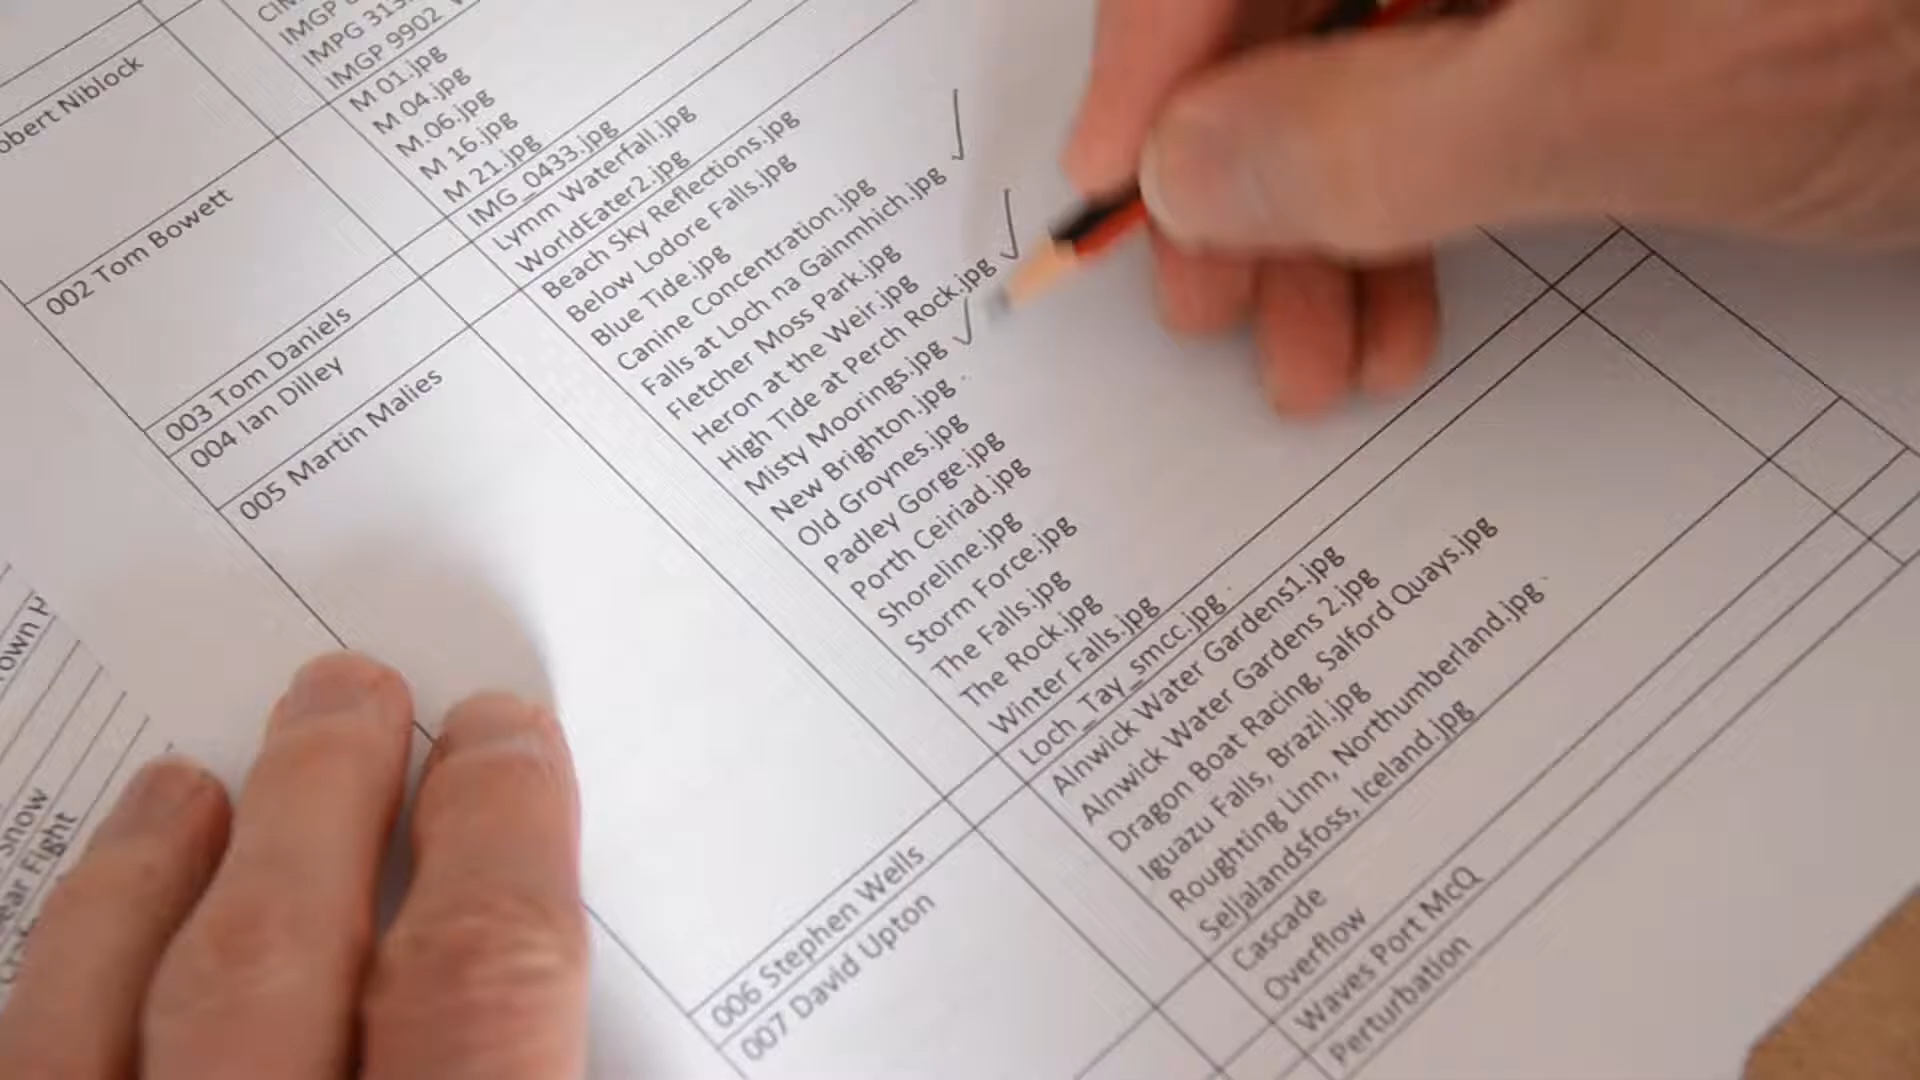 IMPG 313
IMGP 9902
M 01.jpg
M 04.jpg
M.06.jpg
M 16.jpg
M 21.jpg
obert Niblock
002 Tom Bowett
IMG_0433.jpg
Lymm Waterfall.jpg
WorldEater2.jpg
003 Tom Daniels
004 Ian Dilley
005 Martin Malies
Beach Sky Reflections.jpg
Below Lodore Falls.jpg
Blue Tide.jpg
Canine Concentration.jpg
Falls at Loch na Gainmhich.jpg
Fletcher Moss Park.jpg
Heron at the Weir.jpg
High Tide at Perch Rock.jpg
Misty Moorings.jpg
New Brighton.jpg
Old Groynes.jpg
Padley Gorge.jpg
Porth Ceiriad.jpg
Shoreline.jpg
Storm Force.jpg
The Falls.jpg
The Rock.jpg
Winter Falls.jpg
006 Stephen Wells
Loch_Tay_smcc.jpg
007 David Upton
Alnwick Water Gardens1.jpg
Alnwick Water Gardens 2.jpg
Dragon Boat Racing, Salford Quays.jpg
Iguazu Falls, Brazil.jpg
Roughting Linn, Northumberland.jpg
Seljalandsfoss, Iceland.jpg
Cascade
Overflow
Waves Port McQ
Perturbation
own H
Snow
ear Fight